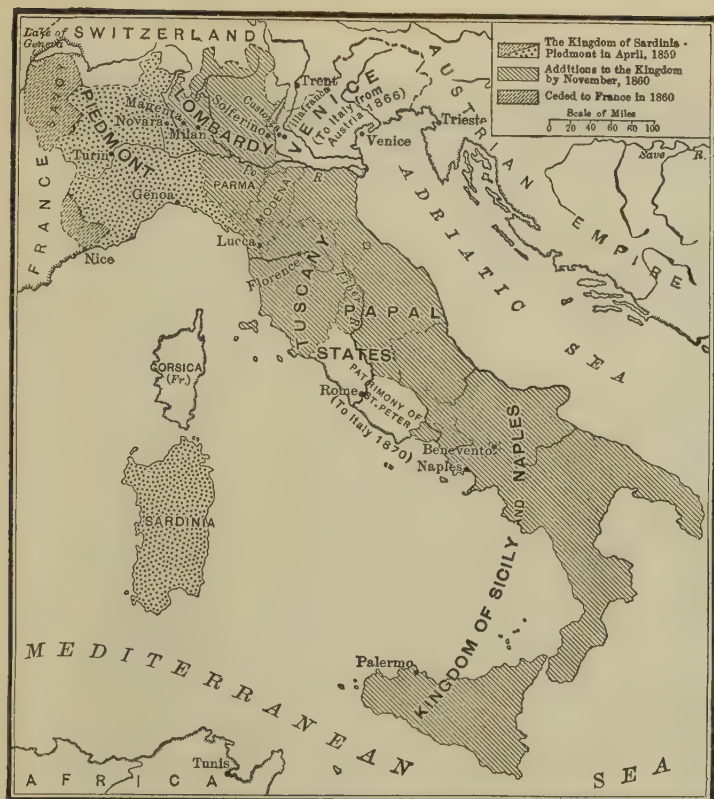 Lake of
Geneva
SWITZERLAND
The Kingdom of Sardinia-
Piedmont in April, 1859
Additions to the Kingdom
by November, 1860
Ceded to France in 1860
Scale of Miles
0 20 40 60 80 100
AUSTRIAN EMPIRE
Save R.
Trent
VENICE
(To Italy from
Austria 1866)
Villafranca
Custozza
Solferino
LOMBARDY
Magenta
Novara
Milan
PIEDMONT
Turin
FRANCE
Venice
Trieste
PARMA
MODENA
Po
R.
Genoa
Nice
Lucca
Florence
TUSCANY
Tiber R.
ADRIATIC SEA
PAPAL
STATES
PATRIMONY OF
ST. PETER
Rome
(To Italy 1870)
CORSICA
(Fr.)
SARDINIA
Benevento
Naples
KINGDOM OF SICILY AND NAPLES
Palermo
MEDITERRANEAN
SEA
Tunis
AFRICA